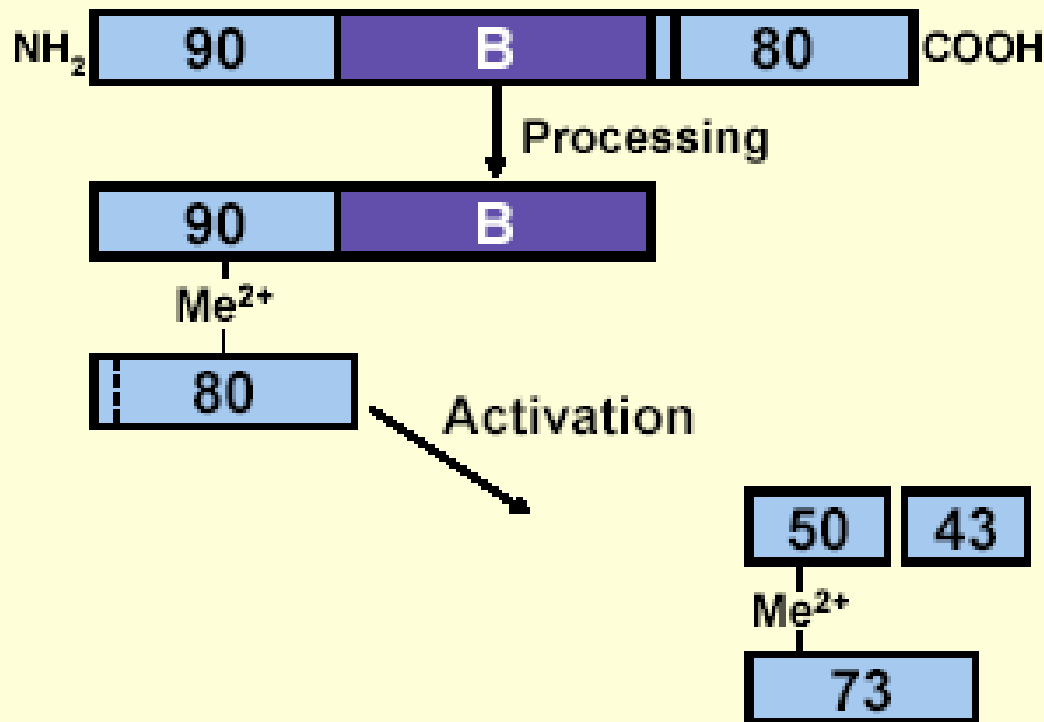 NH₂ 90 B 80 COOH
Processing
90 B
Me²⁺
80
Activation
50 43
Me²⁺
73